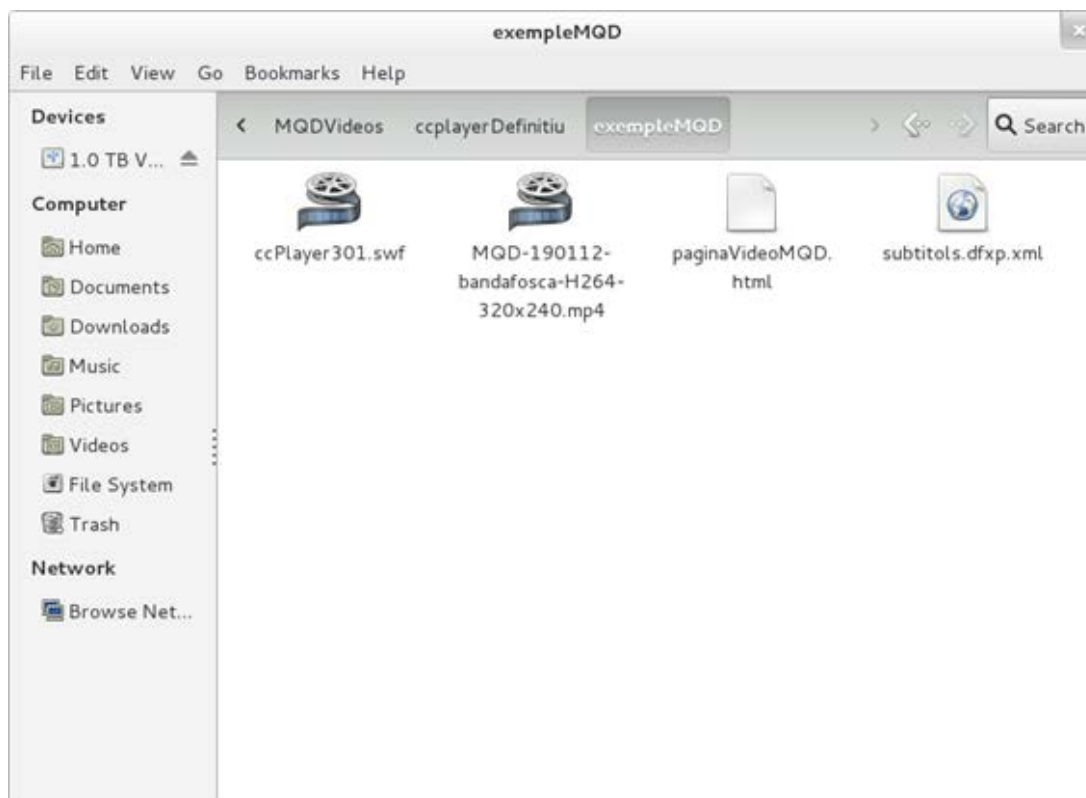 exempleMQD
File Edit View Go Bookmarks Help
Devices
1.0 TB V...
Computer
Home
Documents
Downloads
Music
Pictures
Videos
File System
Trash
Network
Browse Net...
MQDVideos ccplayerDefinitiu exempleMQD Search
ccPlayer301.swf
MQD-190112-
bandafosca-H264-
320x240.mp4
paginaVideoMQD.
html
subtitols.dfxp.xml